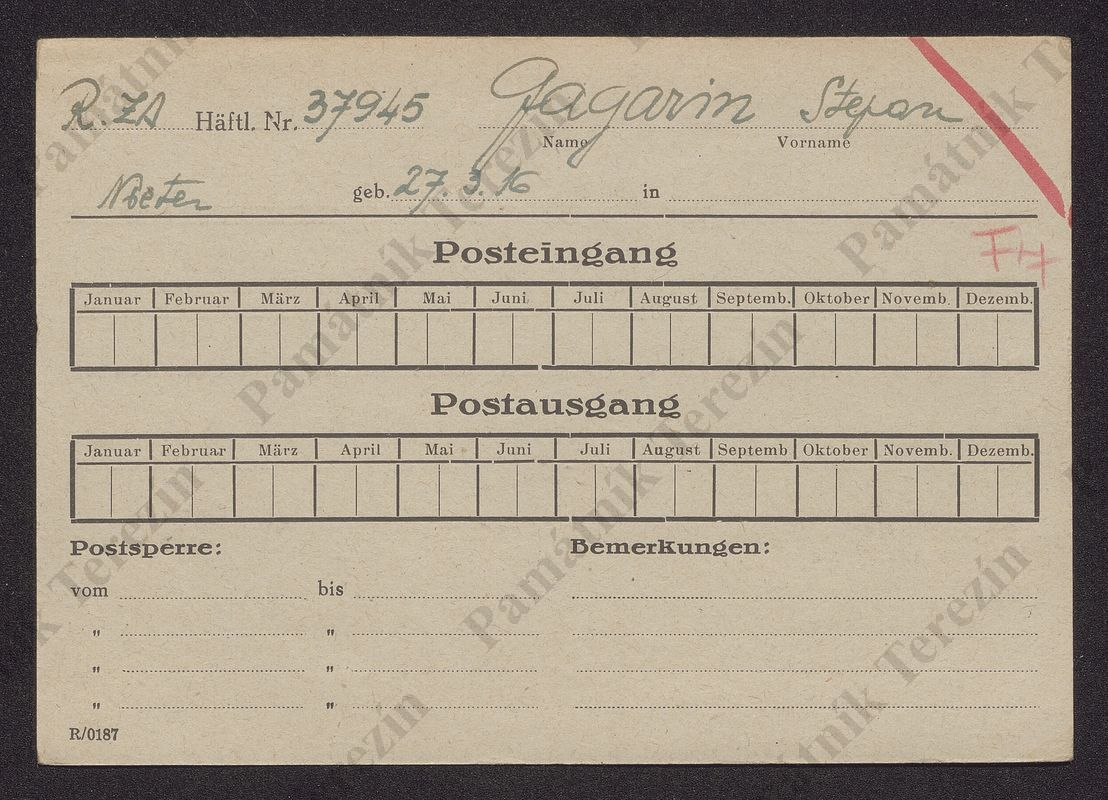 R. ZA Häftl. Nr. 37945 Gagarin Stepan
Name Vorname
Nieter geb. 27.3.16 in
FH
Posteingang
Januar Februar März April Mai Juni Juli August Septemb. Oktober Novemb. Dezemb.
Postausgang
Januar Februar März April Mai Juni Juli August Septemb Oktober Novemb. Dezemb.
Postsperre: Bemerkungen:
vom bis
" "
" "
" "
R/0187
Památník Terezín